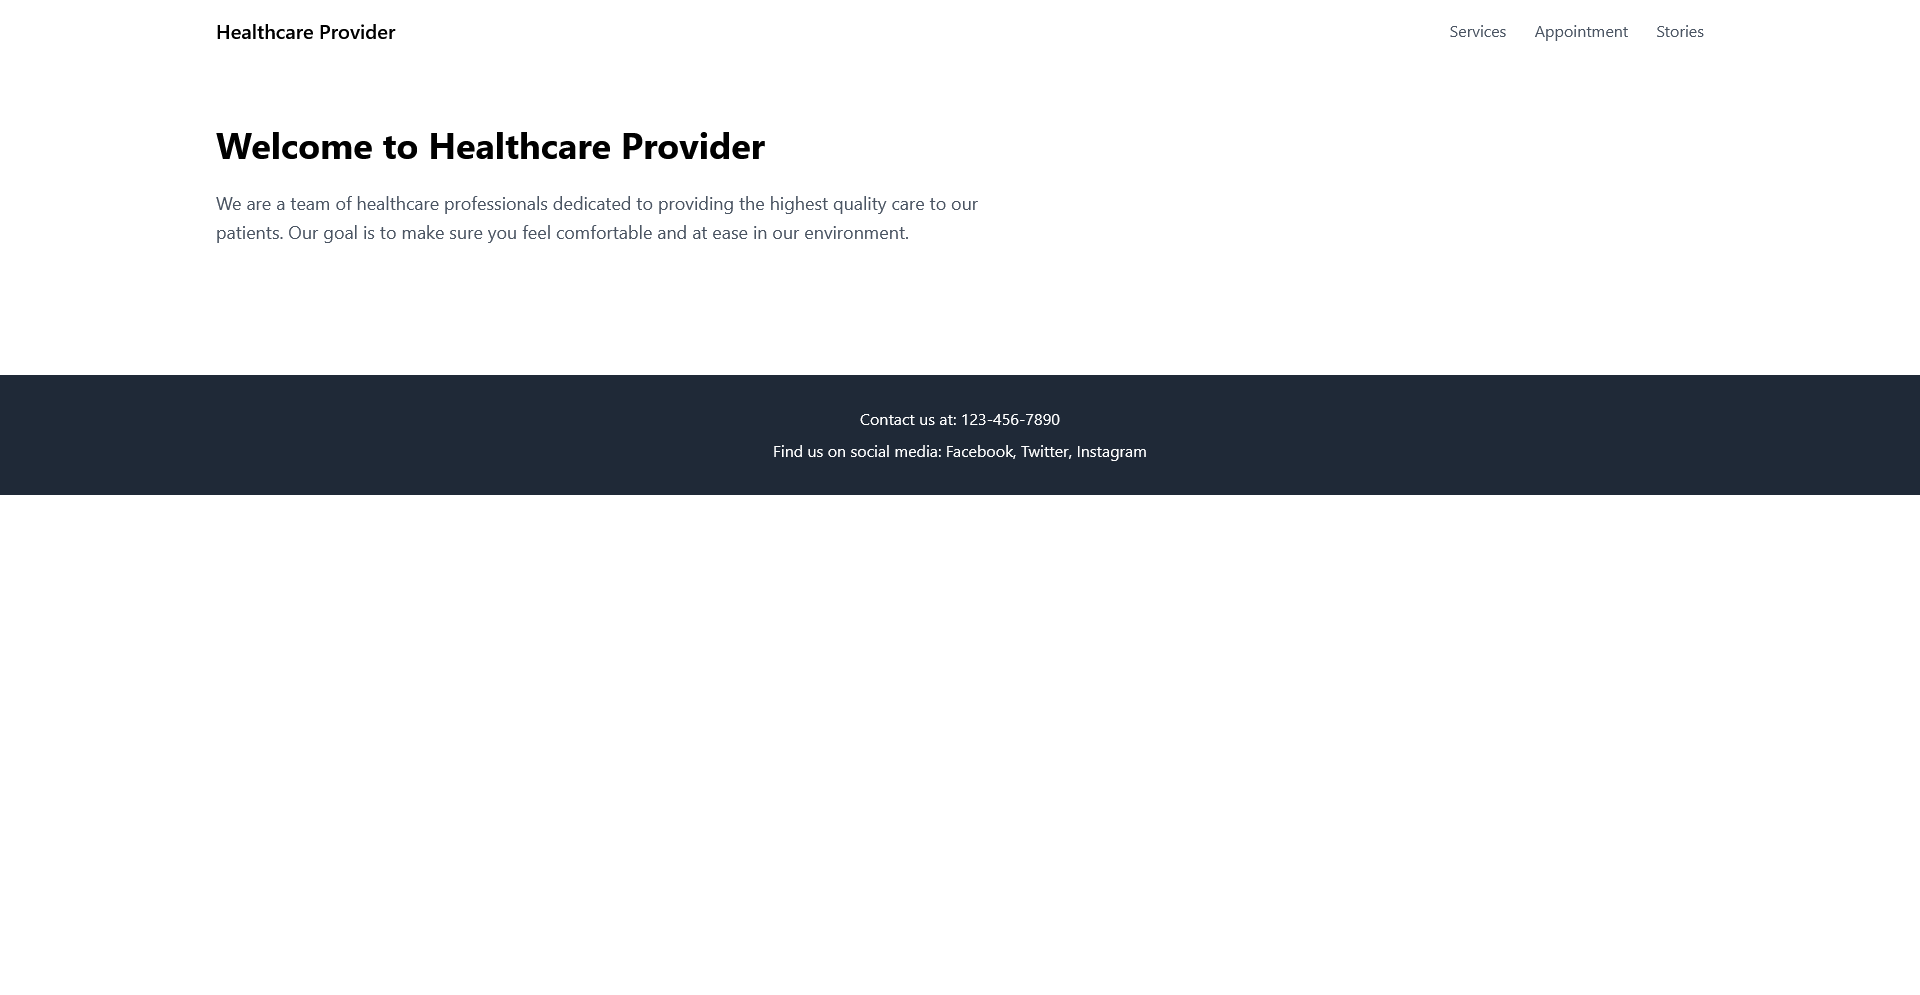 Healthcare Provider
Services Appointment Stories
Welcome to Healthcare Provider
We are a team of healthcare professionals dedicated to providing the highest quality care to our
patients. Our goal is to make sure you feel comfortable and at ease in our environment.
Contact us at: 123-456-7890
Find us on social media: Facebook, Twitter, Instagram